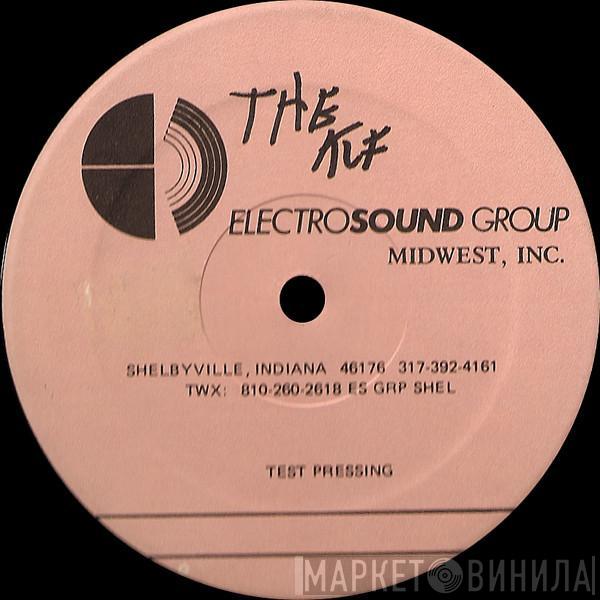 THE
KLF
ELECTROSOUND GROUP
MIDWEST, INC.
SHELBYVILLE, INDIANA 46176 317-392-4161
TWX: 810-260-2618 ES GRP SHEL
TEST PRESSING
МАРКЕТ ВИНИЛА